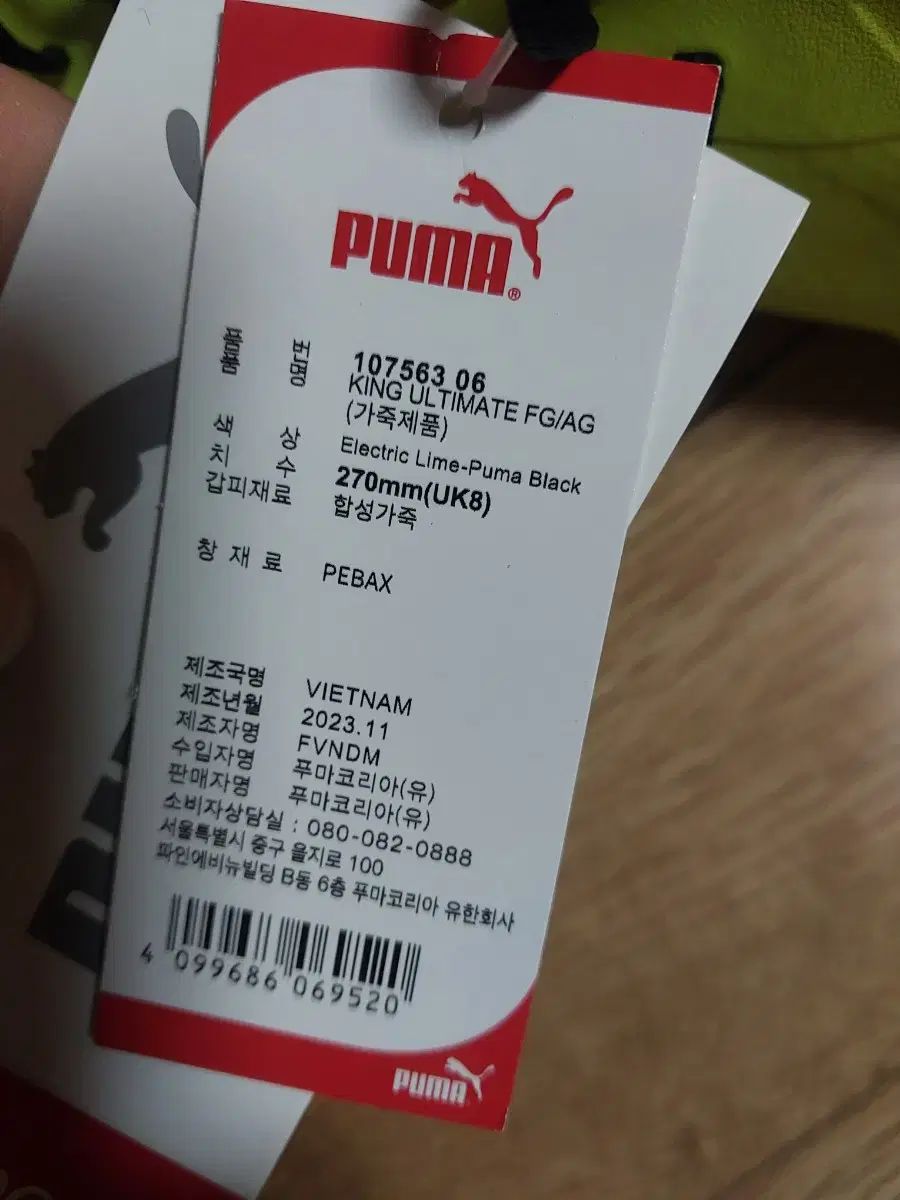 PUMA®
품 번 107563 06
품 명 KING ULTIMATE FG/AG
(가죽제품)
색 상 Electric Lime-Puma Black
치 수 270mm(UK8)
갑피재료 합성가죽
창 재 료 PEBAX
제조국명 VIETNAM
제조년월 2023.11
제조자명 FVNDM
수입자명 푸마코리아(유)
판매자명 푸마코리아(유)
소비자상담실 : 080-082-0888
서울특별시 중구 을지로 100
파인에비뉴빌딩 B동 6층 푸마코리아 유한회사
4 099686 069520
PUMA